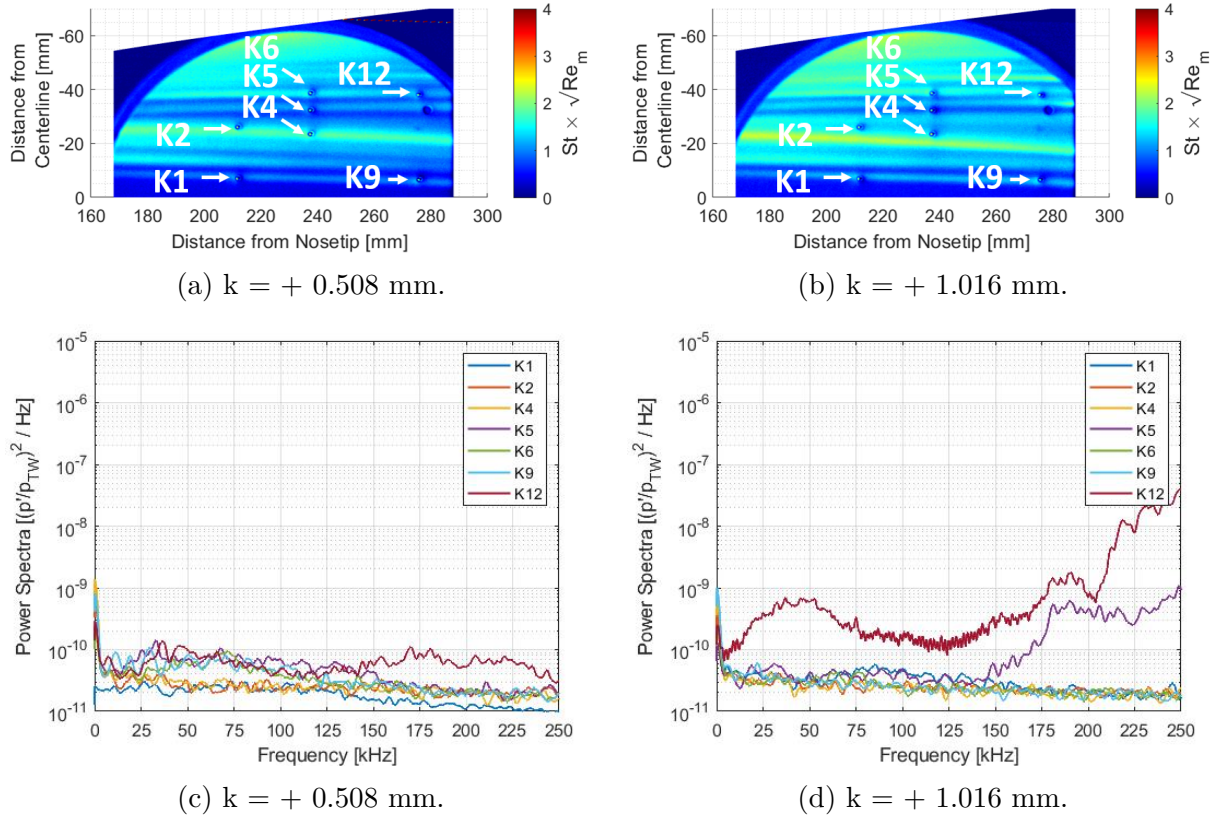 Distance from
Centerline [mm]
-60
-40
-20
0
K6
K5
K4
K12
K2
K1
K9
160 180 200 220 240 260 280 300
Distance from Nosetip [mm]
4
3
2
1
0
St × √Re_m
(a) k = + 0.508 mm.
Distance from
Centerline [mm]
-60
-40
-20
0
K6
K5
K4
K12
K2
K1
K9
160 180 200 220 240 260 280 300
Distance from Nosetip [mm]
4
3
2
1
0
St × √Re_m
(b) k = + 1.016 mm.
Power Spectra [(p'/p_TW)^2 / Hz]
10^-5
10^-6
10^-7
10^-8
10^-9
10^-10
10^-11
K1
K2
K4
K5
K6
K9
K12
0 25 50 75 100 125 150 175 200 225 250
Frequency [kHz]
(c) k = + 0.508 mm.
Power Spectra [(p'/p_TW)^2 / Hz]
10^-5
10^-6
10^-7
10^-8
10^-9
10^-10
10^-11
K1
K2
K4
K5
K6
K9
K12
0 25 50 75 100 125 150 175 200 225 250
Frequency [kHz]
(d) k = + 1.016 mm.